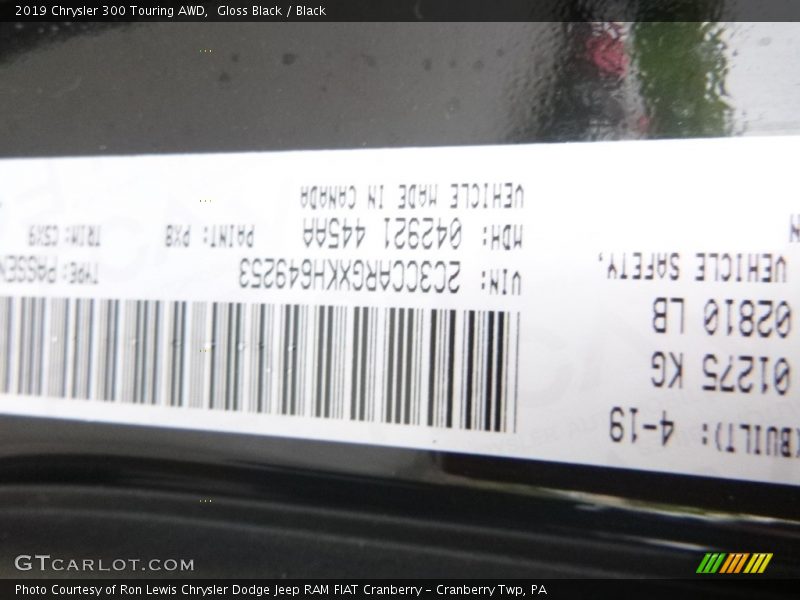 2019 Chrysler 300 Touring AWD,  Gloss Black / Black
(BUILT): 4-19
01275 KG
02810 LB
VEHICLE SAFETY,
VIN: 2C3CCARGXKH649253 TYPE: PASSEN
MDH: 042921 445AA PAINT: PX8 TRIM: C5X9
VEHICLE MADE IN CANADA
GTCARLOT.COM
Photo Courtesy of Ron Lewis Chrysler Dodge Jeep RAM FIAT Cranberry - Cranberry Twp, PA